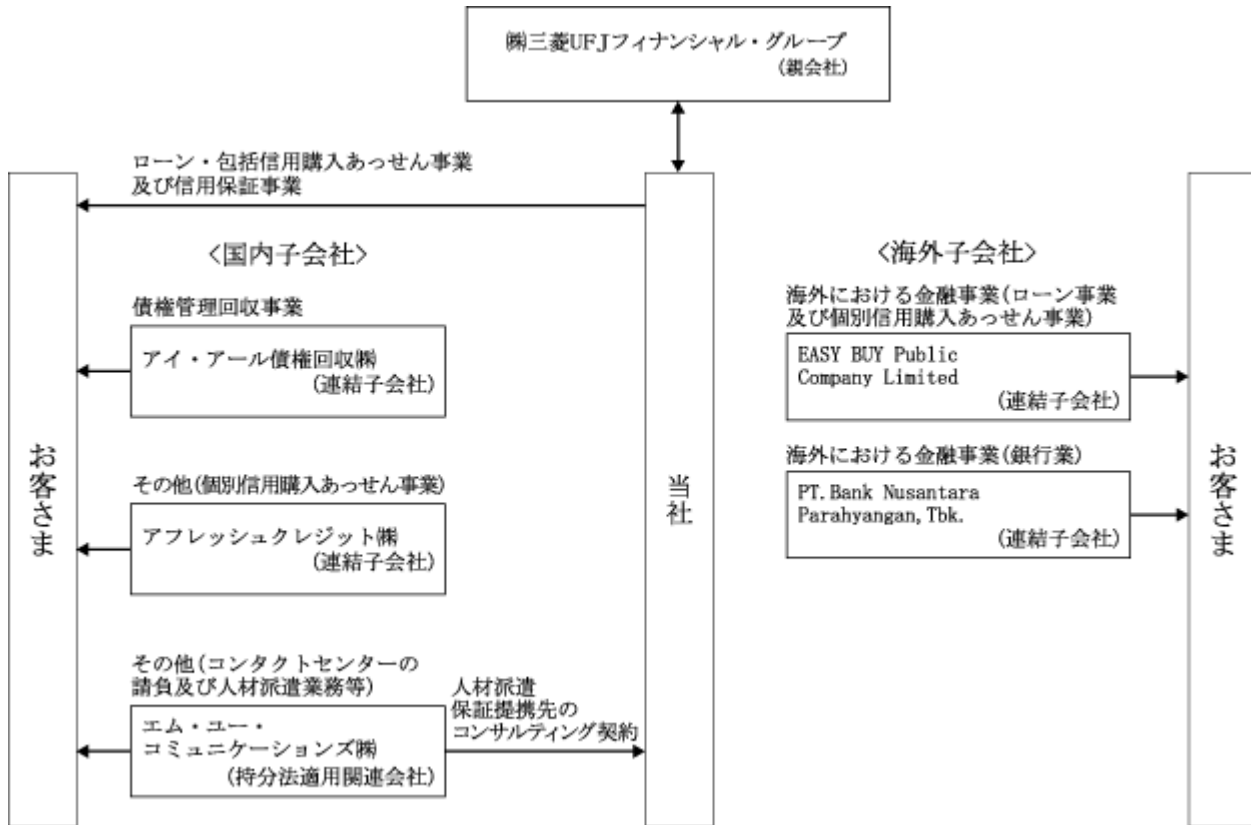 ㈱三菱UFJフィナンシャル・グループ
(親会社)
ローン・包括信用購入あっせん事業
及び信用保証事業
お客さま
<国内子会社>
債権管理回収事業
アイ・アール債権回収㈱
(連結子会社)
その他(個別信用購入あっせん事業)
アフレッシュクレジット㈱
(連結子会社)
その他(コンタクトセンターの
請負及び人材派遣業務等)
エム・ユー・
コミュニケーションズ㈱
(持分法適用関連会社)
人材派遣
保証提携先の
コンサルティング契約
当社
<海外子会社>
海外における金融事業(ローン事業
及び個別信用購入あっせん事業)
EASY BUY Public
Company Limited
(連結子会社)
海外における金融事業(銀行業)
PT.Bank Nusantara
Parahyangan,Tbk.
(連結子会社)
お客さま